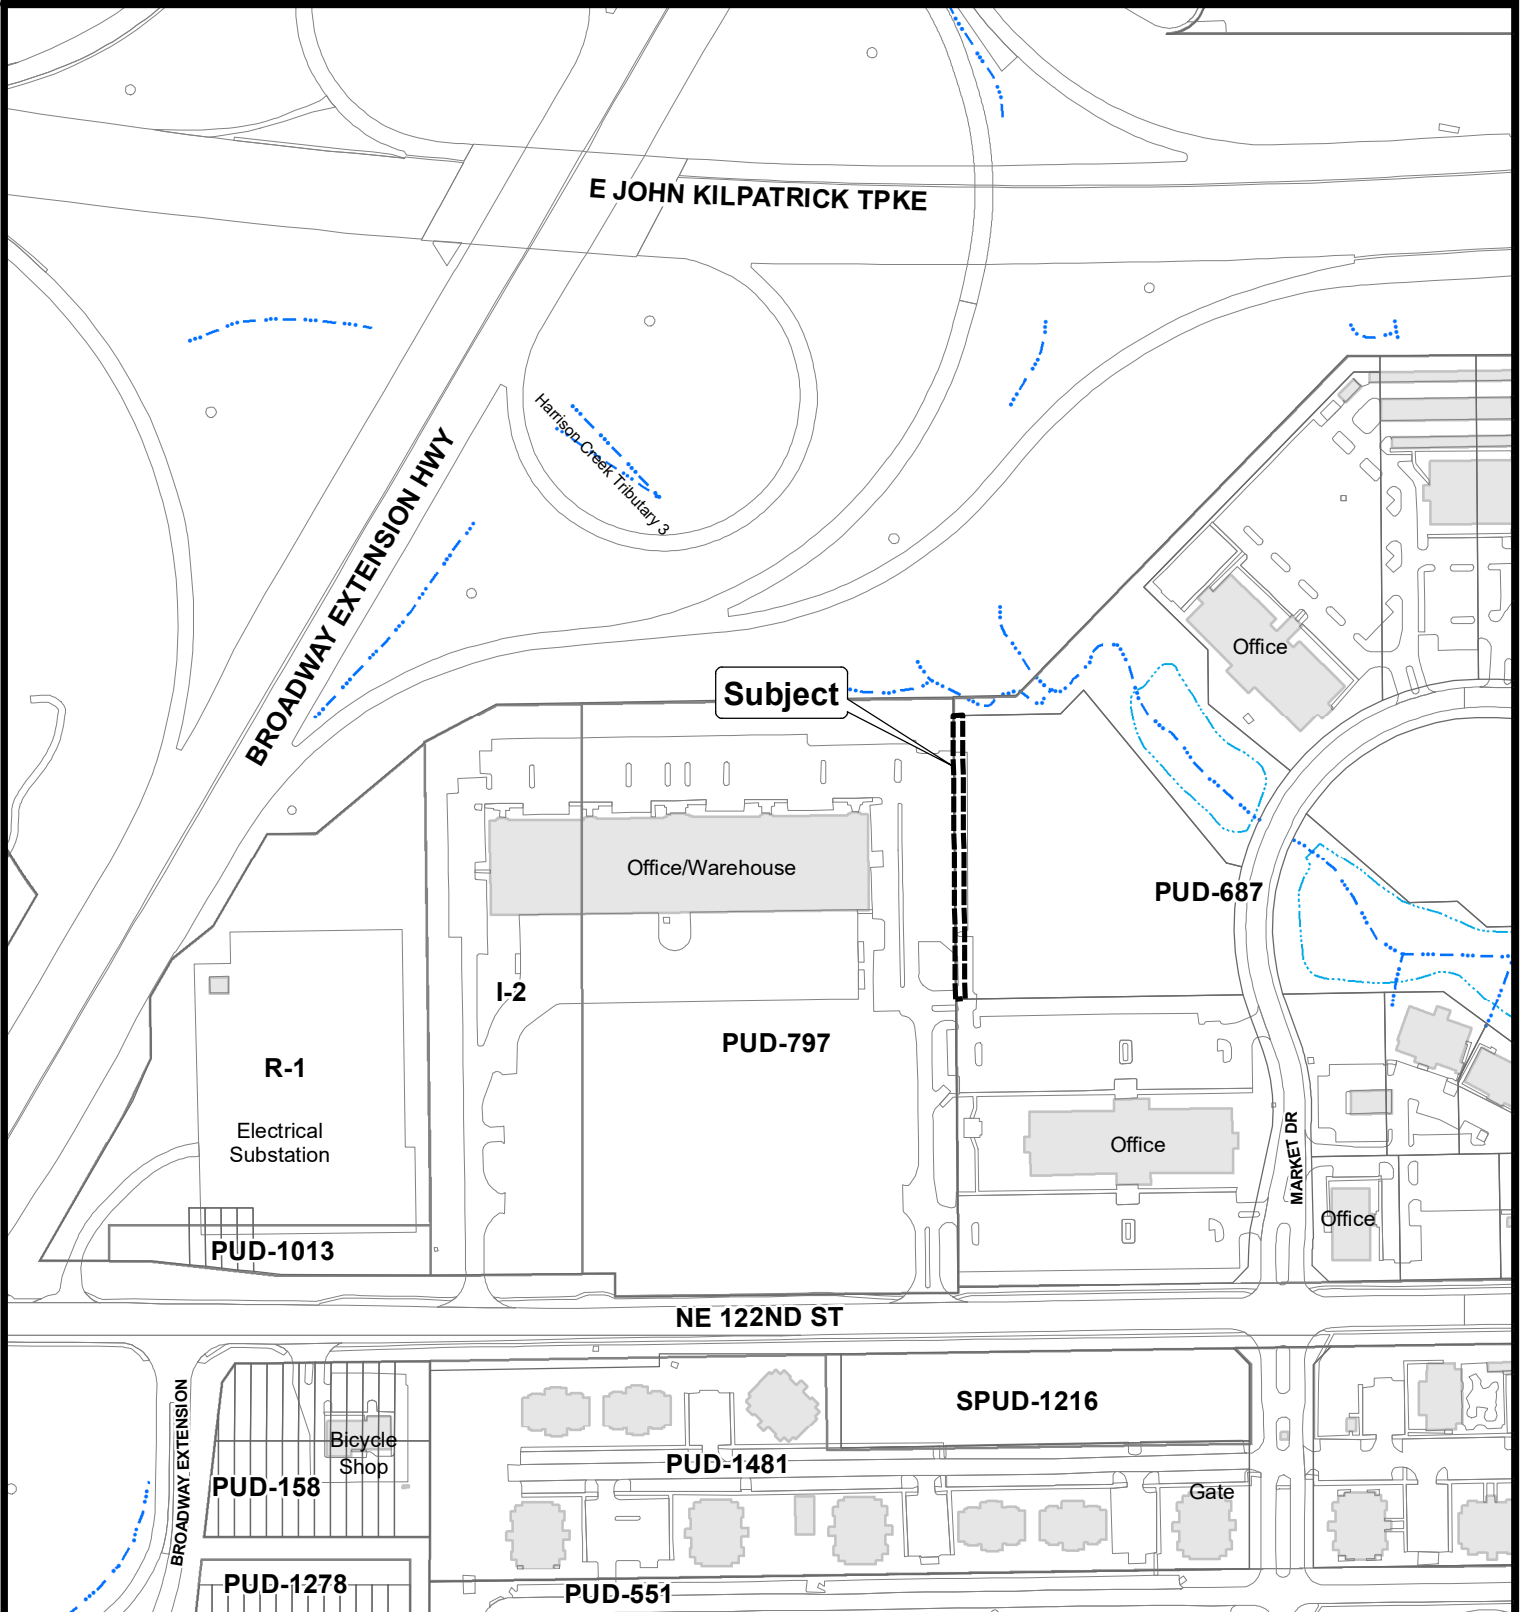 E JOHN KILPATRICK TPKE
Harrison Creek Tributary 3
BROADWAY EXTENSION HWY
Office
Subject
Office/Warehouse
PUD-687
I-2
PUD-797
R-1
Electrical
Substation
Office
MARKET DR
Office
PUD-1013
NE 122ND ST
BROADWAY EXTENSION
SPUD-1216
Bicycle
Shop
PUD-1481
PUD-158
Gate
PUD-1278
PUD-551